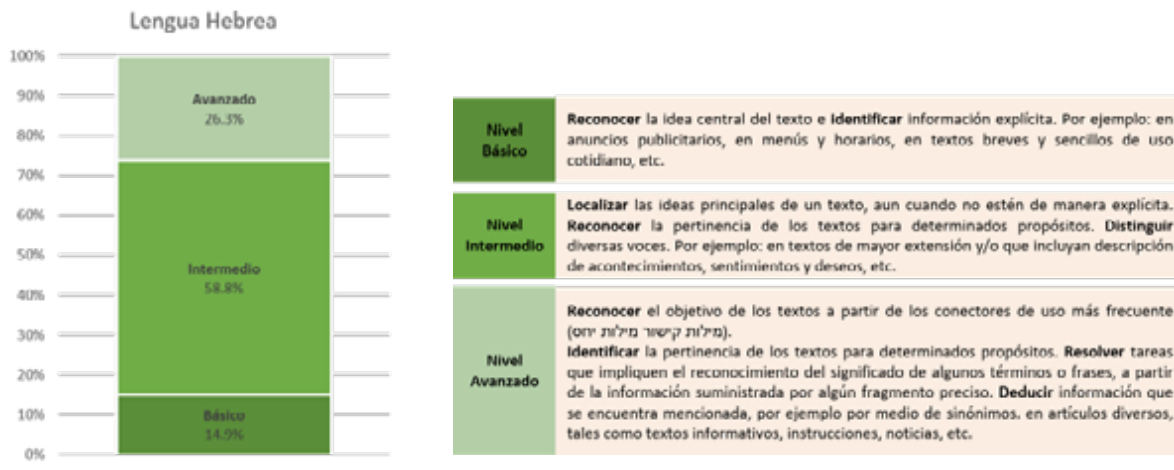 Lengua Hebrea
100%
90%
80%
70%
60%
50%
40%
30%
20%
10%
0%
Avanzado
26.3%
Intermedio
58.8%
Básico
14.9%
Nivel
Básico
Reconocer la idea central del texto e Identificar información explícita. Por ejemplo: en
anuncios publicitarios, en menús y horarios, en textos breves y sencillos de uso
cotidiano, etc.
Nivel
Intermedio
Localizar las ideas principales de un texto, aun cuando no estén de manera explícita.
Reconocer la pertinencia de los textos para determinados propósitos. Distinguir
diversas voces. Por ejemplo: en textos de mayor extensión y/o que incluyan descripción
de acontecimientos, sentimientos y deseos, etc.
Nivel
Avanzado
Reconocer el objetivo de los textos a partir de los conectores de uso más frecuente
(מילות קישור מילות יחס).
Identificar la pertinencia de los textos para determinados propósitos. Resolver tareas
que impliquen el reconocimiento del significado de algunos términos o frases, a partir
de la información suministrada por algún fragmento preciso. Deducir información que
se encuentra mencionada, por ejemplo por medio de sinónimos. en artículos diversos,
tales como textos informativos, instrucciones, noticias, etc.